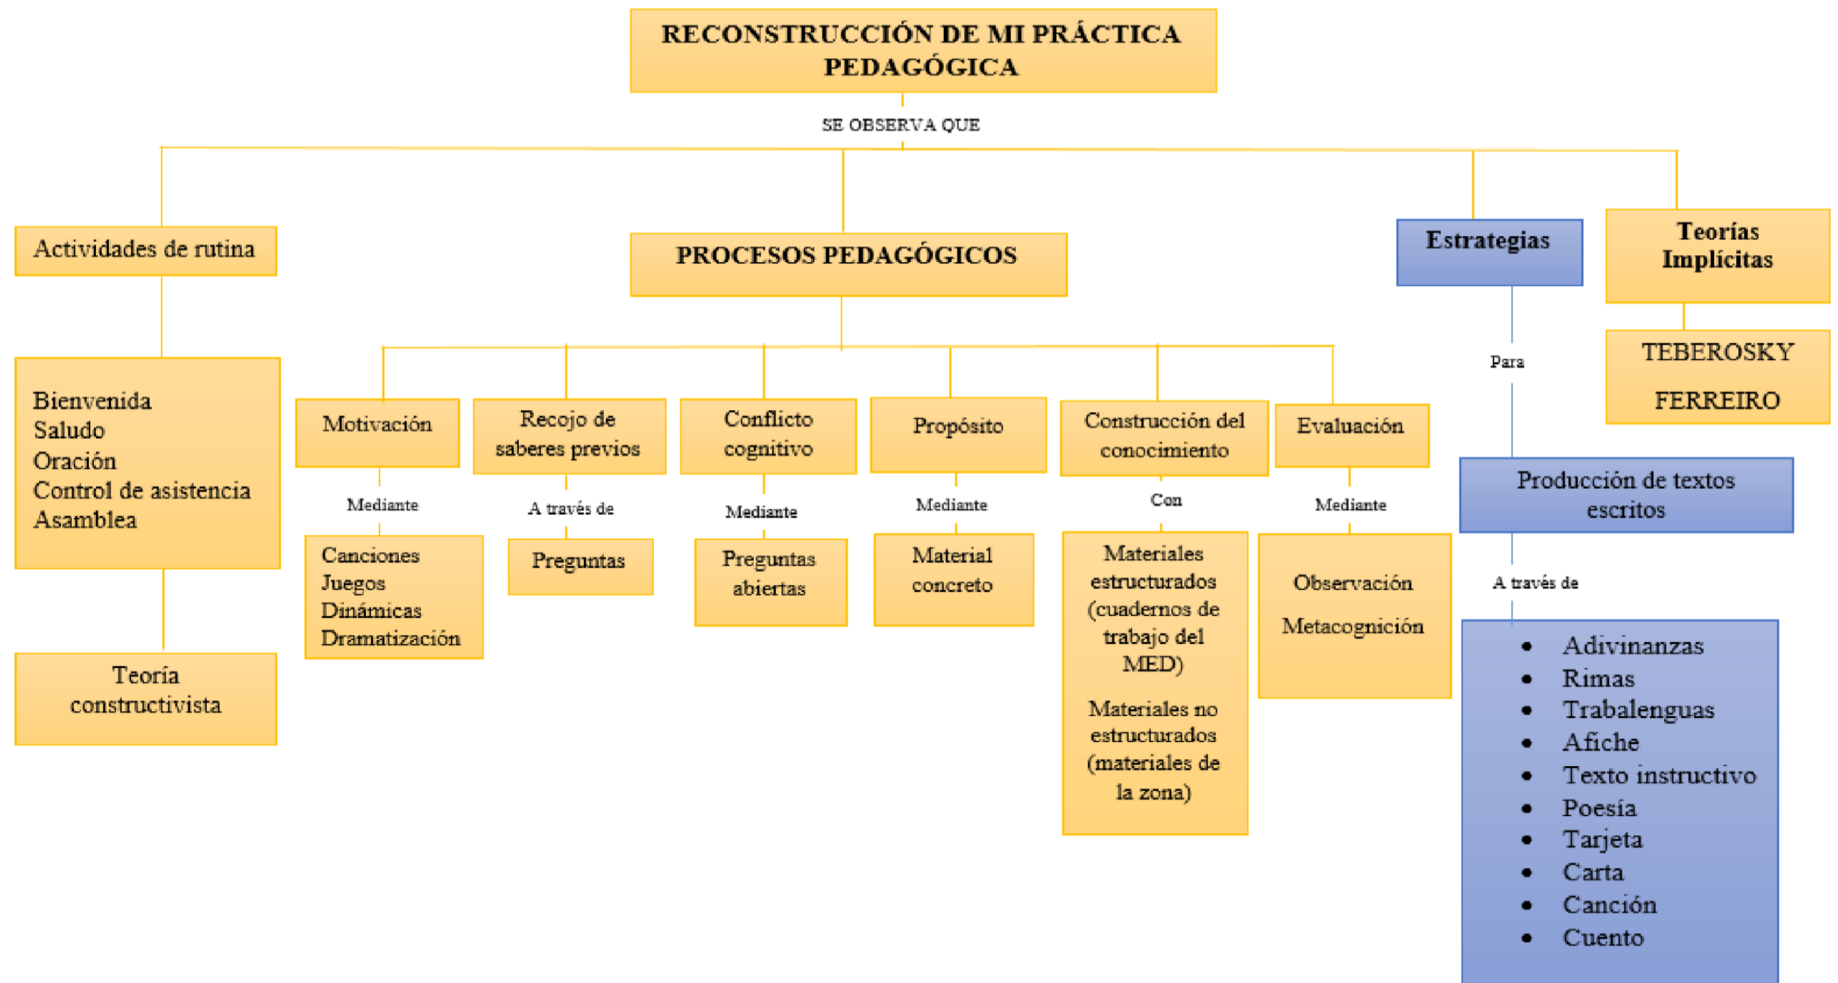 RECONSTRUCCIÓN DE MI PRÁCTICA
PEDAGÓGICA
SE OBSERVA QUE
Actividades de rutina
Bienvenida
Saludo
Oración
Control de asistencia
Asamblea
Teoría
constructivista
PROCESOS PEDAGÓGICOS
Motivación
Mediante
Canciones
Juegos
Dinámicas
Dramatización
Recojo de
saberes previos
A través de
Preguntas
Conflicto
cognitivo
Mediante
Preguntas
abiertas
Propósito
Mediante
Material
concreto
Construcción del
conocimiento
Con
Materiales
estructurados
(cuadernos de
trabajo del
MED)
Materiales no
estructurados
(materiales de
la zona)
Evaluación
Mediante
Observación
Metacognición
Estrategias
Para
Producción de textos
escritos
A través de
• Adivinanzas
• Rimas
• Trabalenguas
• Afiche
• Texto instructivo
• Poesía
• Tarjeta
• Carta
• Canción
• Cuento
Teorías
Implícitas
TEBEROSKY
FERREIRO